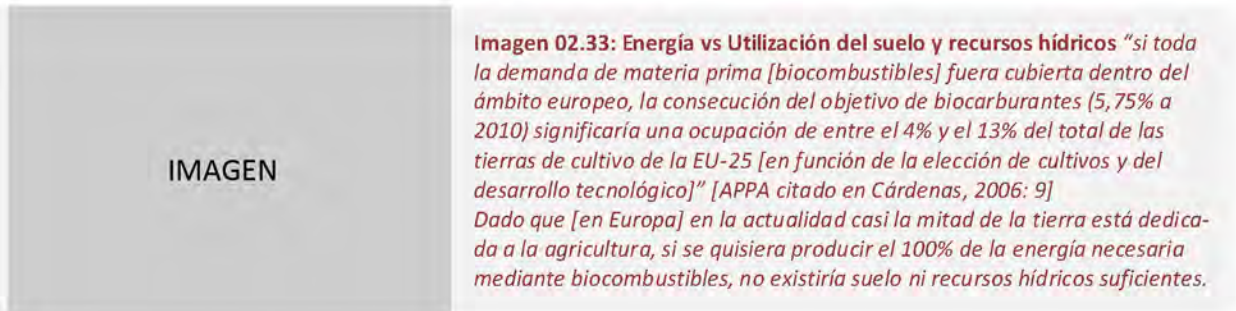 IMAGEN
Imagen 02.33: Energía vs Utilización del suelo y recursos hídricos “si toda
la demanda de materia prima [biocombustibles] fuera cubierta dentro del
ámbito europeo, la consecución del objetivo de biocarburantes (5,75% a
2010) significaría una ocupación de entre el 4% y el 13% del total de las
tierras de cultivo de la EU-25 [en función de la elección de cultivos y del
desarrollo tecnológico]” [APPA citado en Cárdenas, 2006: 9]
Dado que [en Europa] en la actualidad casi la mitad de la tierra está dedica-
da a la agricultura, si se quisiera producir el 100% de la energía necesaria
mediante biocombustibles, no existiría suelo ni recursos hídricos suficientes.